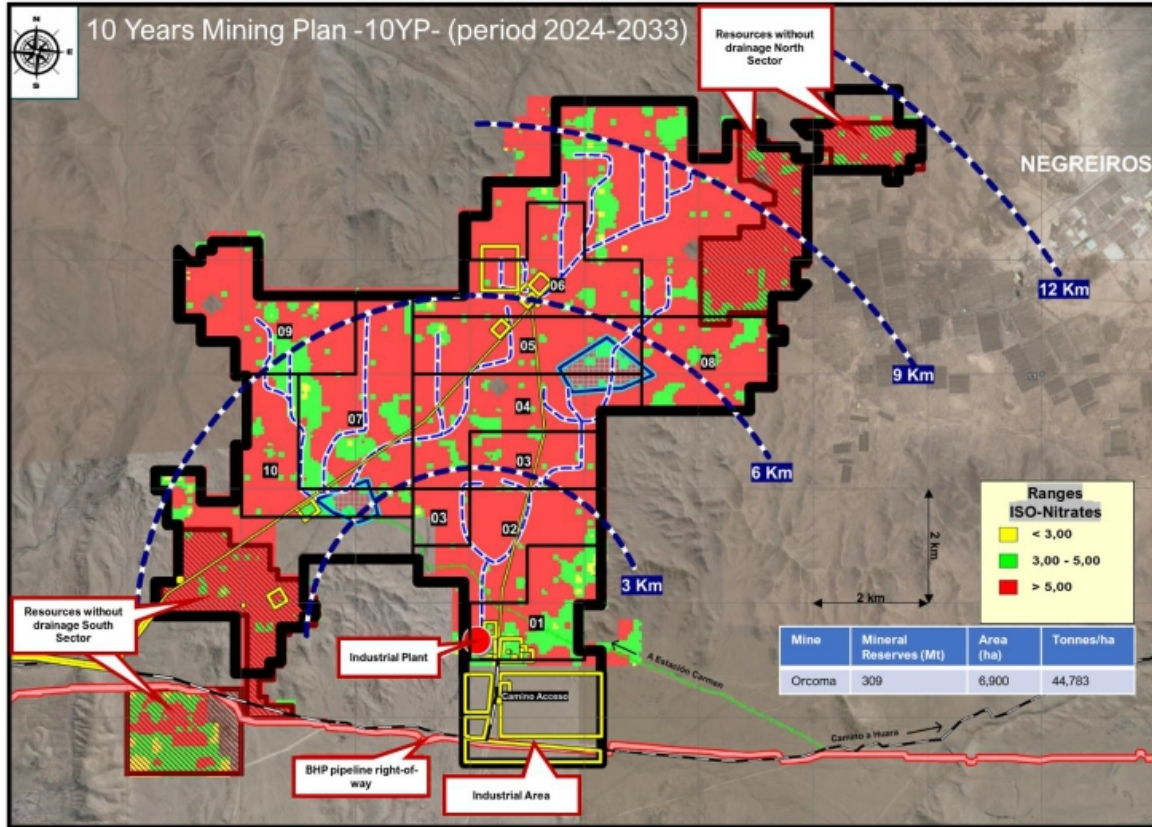 N
E
S
10 Years Mining Plan -10YP- (period 2024-2033)
Resources without
drainage North
Sector
NEGREIROS
12 Km
9 Km
6 Km
3 Km
06
09
05
08
04
07
03
10
03
02
01
2 km
2 km
Ranges
ISO-Nitrates
< 3,00
3,00 - 5,00
> 5,00
Mine Mineral Reserves (Mt) Area (ha) Tonnes/ha
Orcoma 309 6,900 44,783
Resources without
drainage South
Sector
Industrial Plant
Camino Acceso
A Estación Carmen
Camino a Huara
BHP pipeline right-of-
way
Industrial Area